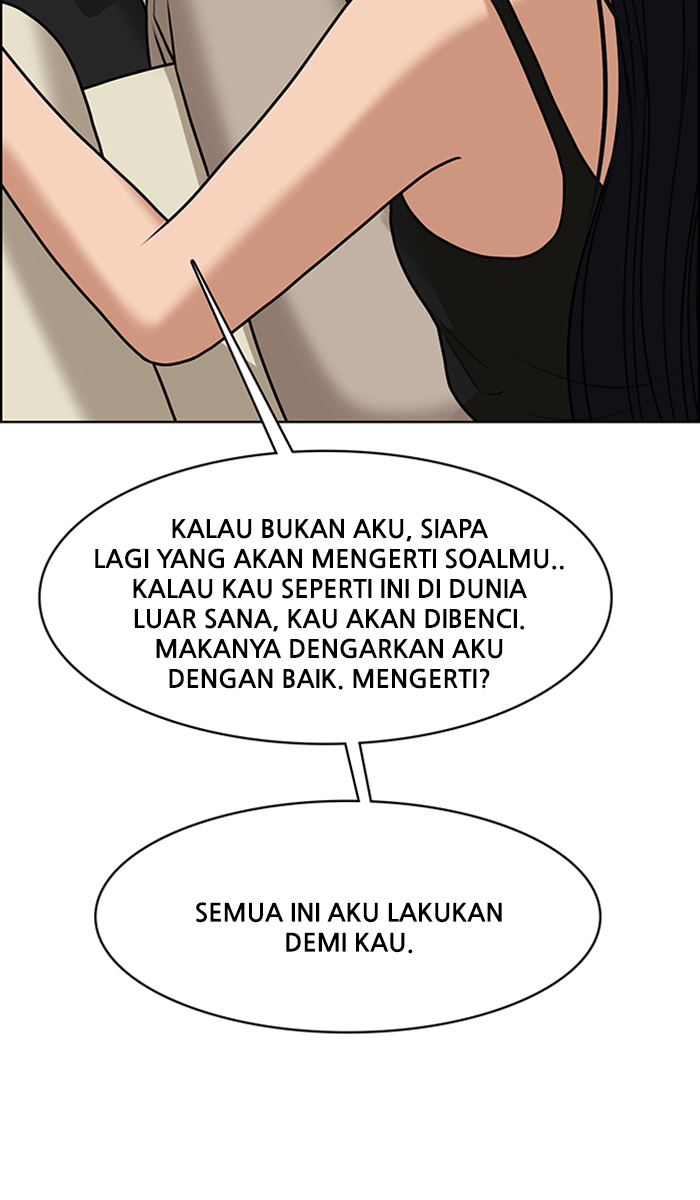 KALAU BUKAN AKU, SIAPA
LAGI YANG AKAN MENGERTI SOALMU..
KALAU KAU SEPERTI INI DI DUNIA
LUAR SANA, KAU AKAN DIBENCI.
MAKANYA DENGARKAN AKU
DENGAN BAIK. MENGERTI?
SEMUA INI AKU LAKUKAN
DEMI KAU.